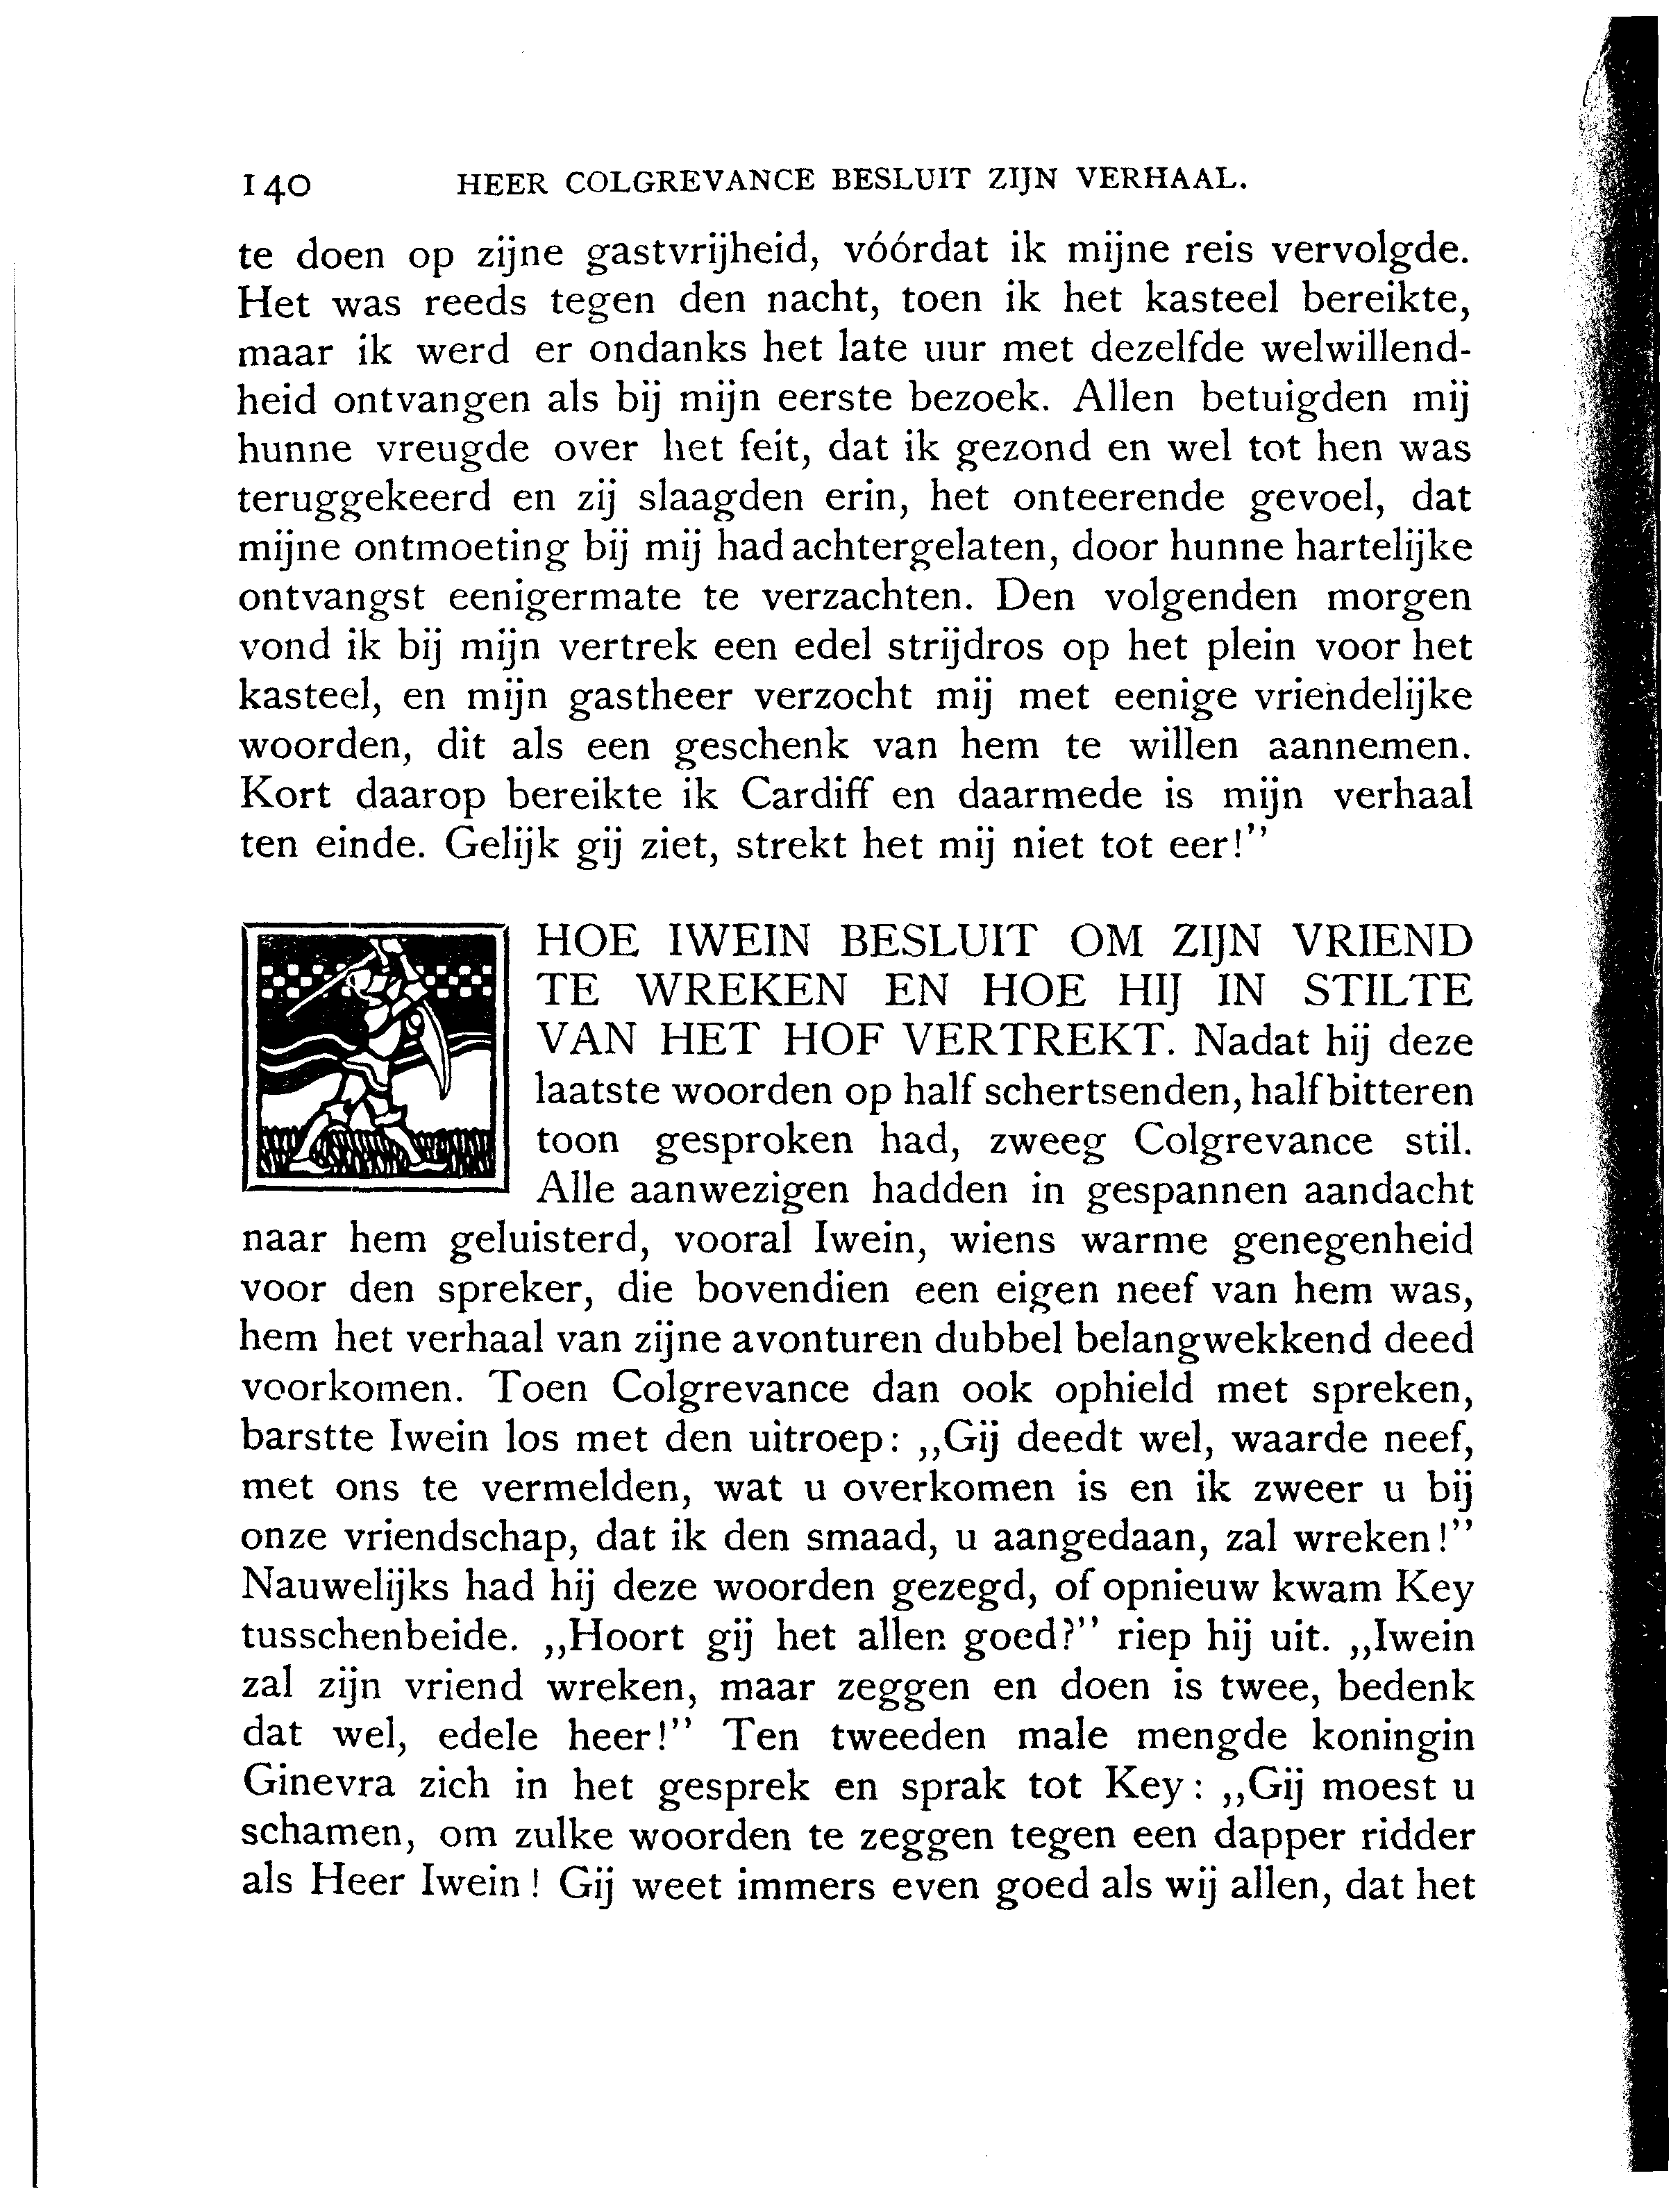 140 HEER COLGREVANCE BESLUIT ZIJN VERHAAL.
te doen op zijne gastvrijheid, vóórdat ik mijne reis vervolgde.
Het was reeds tegen den nacht, toen ik het kasteel bereikte,
maar ik werd er ondanks het late uur met dezelfde welwillend-
heid ontvangen als bij mijn eerste bezoek. Allen betuigden mij
hunne vreugde over het feit, dat ik gezond en wel tot hen was
teruggekeerd en zij slaagden erin, het onteerende gevoel, dat
mijne ontmoeting bij mij had achtergelaten, door hunne hartelijke
ontvangst eenigermate te verzachten. Den volgenden morgen
vond ik bij mijn vertrek een edel strijdros op het plein voor het
kasteel, en mijn gastheer verzocht mij met eenige vriendelijke
woorden, dit als een geschenk van hem te willen aannemen.
Kort daarop bereikte ik Cardiff en daarmede is mijn verhaal
ten einde. Gelijk gij ziet, strekt het mij niet tot eer!”
HOE IWEIN BESLUIT OM ZIJN VRIEND
TE WREKEN EN HOE HIJ IN STILTE
VAN HET HOF VERTREKT. Nadat hij deze
laatste woorden op half schertsenden, half bitteren
toon gesproken had, zweeg Colgrevance stil.
Alle aanwezigen hadden in gespannen aandacht
naar hem geluisterd, vooral Iwein, wiens warme genegenheid
voor den spreker, die bovendien een eigen neef van hem was,
hem het verhaal van zijne avonturen dubbel belangwekkend deed
voorkomen. Toen Colgrevance dan ook ophield met spreken,
barstte Iwein los met den uitroep: „Gij deedt wel, waarde neef,
met ons te vermelden, wat u overkomen is en ik zweer u bij
onze vriendschap, dat ik den smaad, u aangedaan, zal wreken!”
Nauwelijks had hij deze woorden gezegd, of opnieuw kwam Key
tusschenbeide. „Hoort gij het allen goed?” riep hij uit. „Iwein
zal zijn vriend wreken, maar zeggen en doen is twee, bedenk
dat wel, edele heer!” Ten tweeden male mengde koningin
Ginevra zich in het gesprek en sprak tot Key: „Gij moest u
schamen, om zulke woorden te zeggen tegen een dapper ridder
als Heer Iwein! Gij weet immers even goed als wij allen, dat het